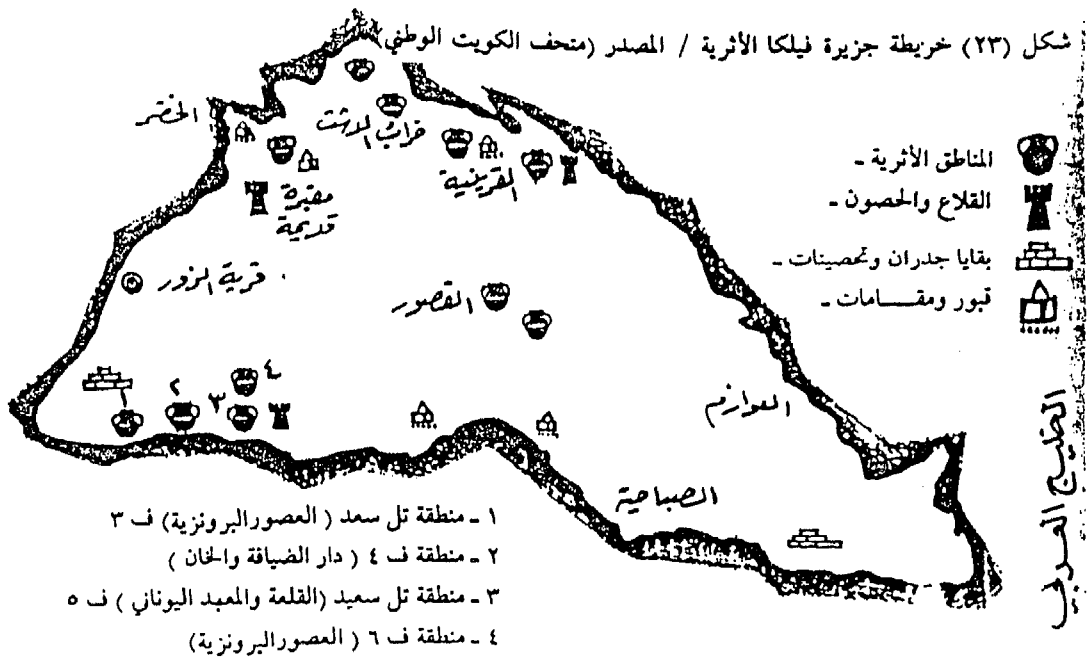 شكل (٢٣) خريطة جزيرة فيلكا الأثرية / المصدر (متحف الكويت الوطني)
المناطق الأثرية ـ
القلاع والحصون ـ
بقايا جدران وتحصينات ـ
قبور ومقـــامات ـ
الخليج العربي
الخضر
خرائب الدشت
القرينية
مقبرة
قديمة
قرية الزور
القصور
العوازم
الصباحية
١
٢
٣
٤
١ ـ منطقة تل سعد ( العصور البرونزية) ف ٣
٢ ـ منطقة ف ٤ ( دار الضيافة والخان )
٣ ـ منطقة تل سعيد (القلعة والمعبد اليوناني ) ف ٥
٤ ـ منطقة ف ٦ ( العصور البرونزية)